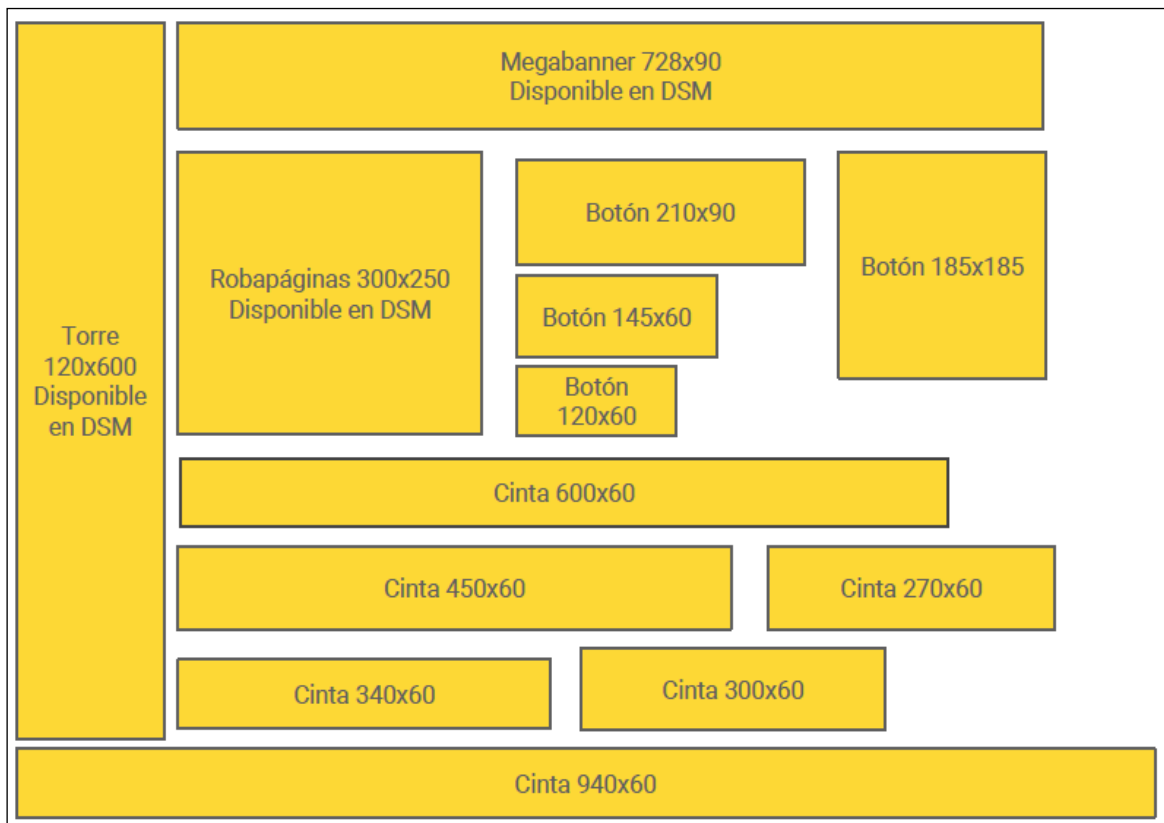 Megabanner 728x90
Disponible en DSM
Torre
120x600
Disponible
en DSM
Robapáginas 300x250
Disponible en DSM
Botón 210x90
Botón 145x60
Botón
120x60
Botón 185x185
Cinta 600x60
Cinta 450x60
Cinta 270x60
Cinta 340x60
Cinta 300x60
Cinta 940x60